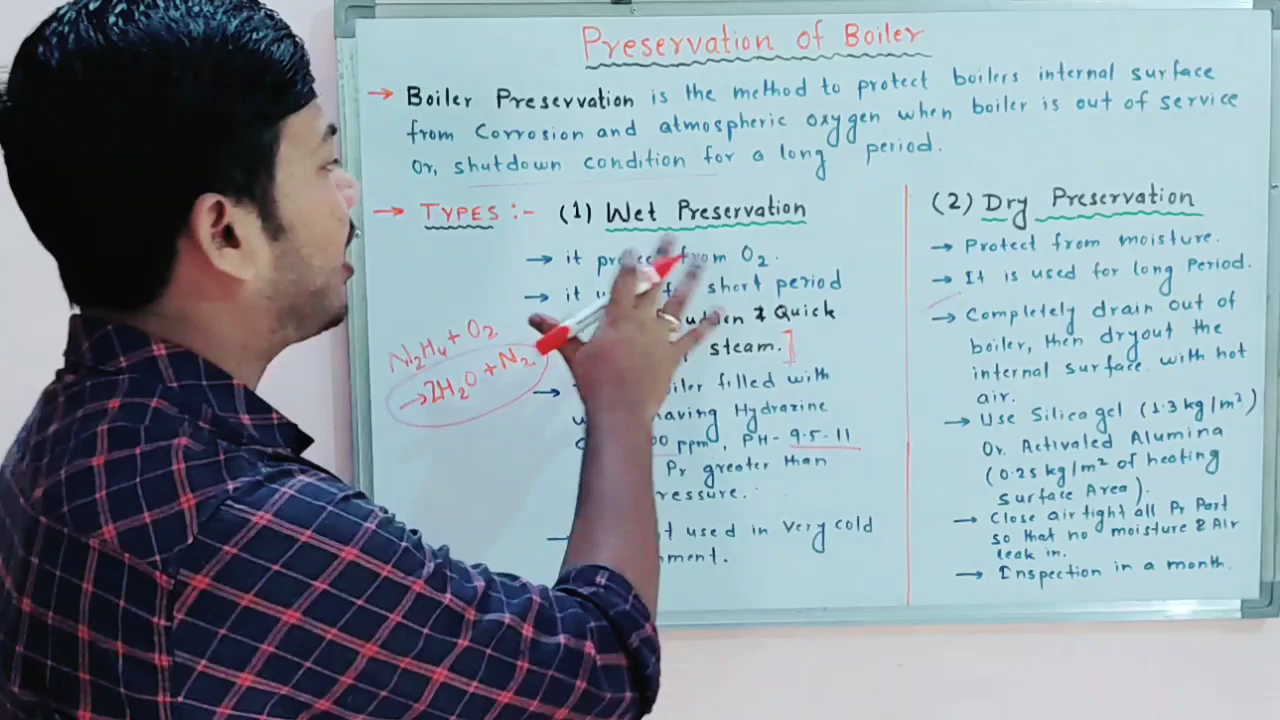 Preservation of Boiler
→ Boiler Preservation is the method to protect boilers internal surface
from Corrosion and atmospheric oxygen when boiler is out of service
Or, shutdown condition for a long period.
→ TYPES :- (1) Wet Preservation
→ it from O2.
→ it short period
& Quick
steam.]
→ filled with
having Hydrazine
ppm, PH- 9.5-11
Pr greater than
→ used in very cold
N2H4 + O2
→ 2H2O + N2
(2) Dry Preservation
→ Protect from moisture.
→ It is used for long Period.
→ Completely drain out of
boiler, then dryout the
internal surface with hot
air.
→ Use Silicagel (1.3 kg/m²)
Or. Activated Alumina
(0.25 kg/m² of heating
Surface Area).
→ Close air tight all Pr Part
so that no moisture & Air
leak in.
→ Inspection in a month.